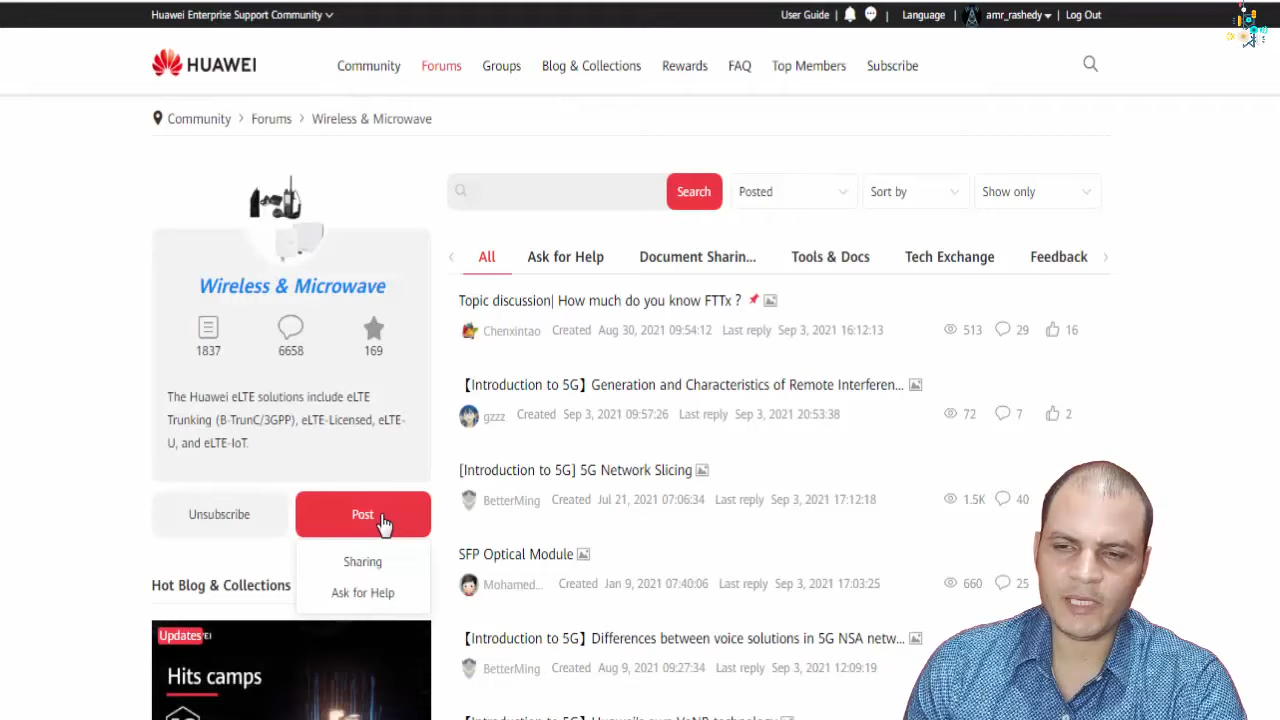 Huawei Enterprise Support Community
User Guide | | Language | amr_rashedy | Log Out
HUAWEI
Community Forums Groups Blog & Collections Rewards FAQ Top Members Subscribe
Community > Forums > Wireless & Microwave
Search Posted Sort by Show only
All Ask for Help Document Sharin... Tools & Docs Tech Exchange Feedback
Wireless & Microwave
1837 6658 169
The Huawei eLTE solutions include eLTE
Trunking (B-TrunC/3GPP), eLTE-Licensed, eLTE-
U, and eLTE-IoT.
Unsubscribe Post
Sharing
Ask for Help
Hot Blog & Collections
Updates
Hits camps
Topic discussion| How much do you know FTTx ?
Chenxintao Created Aug 30, 2021 09:54:12 Last reply Sep 3, 2021 16:12:13 513 29 16
【Introduction to 5G】Generation and Characteristics of Remote Interferen...
gzzz Created Sep 3, 2021 09:57:26 Last reply Sep 3, 2021 20:53:38 72 7 2
[Introduction to 5G] 5G Network Slicing
BetterMing Created Jul 21, 2021 07:06:34 Last reply Sep 3, 2021 17:12:18 1.5K 40
SFP Optical Module
Mohamed... Created Jan 9, 2021 07:40:06 Last reply Sep 3, 2021 17:03:25 660 25
【Introduction to 5G】Differences between voice solutions in 5G NSA netw...
BetterMing Created Aug 9, 2021 09:27:34 Last reply Sep 3, 2021 12:09:19